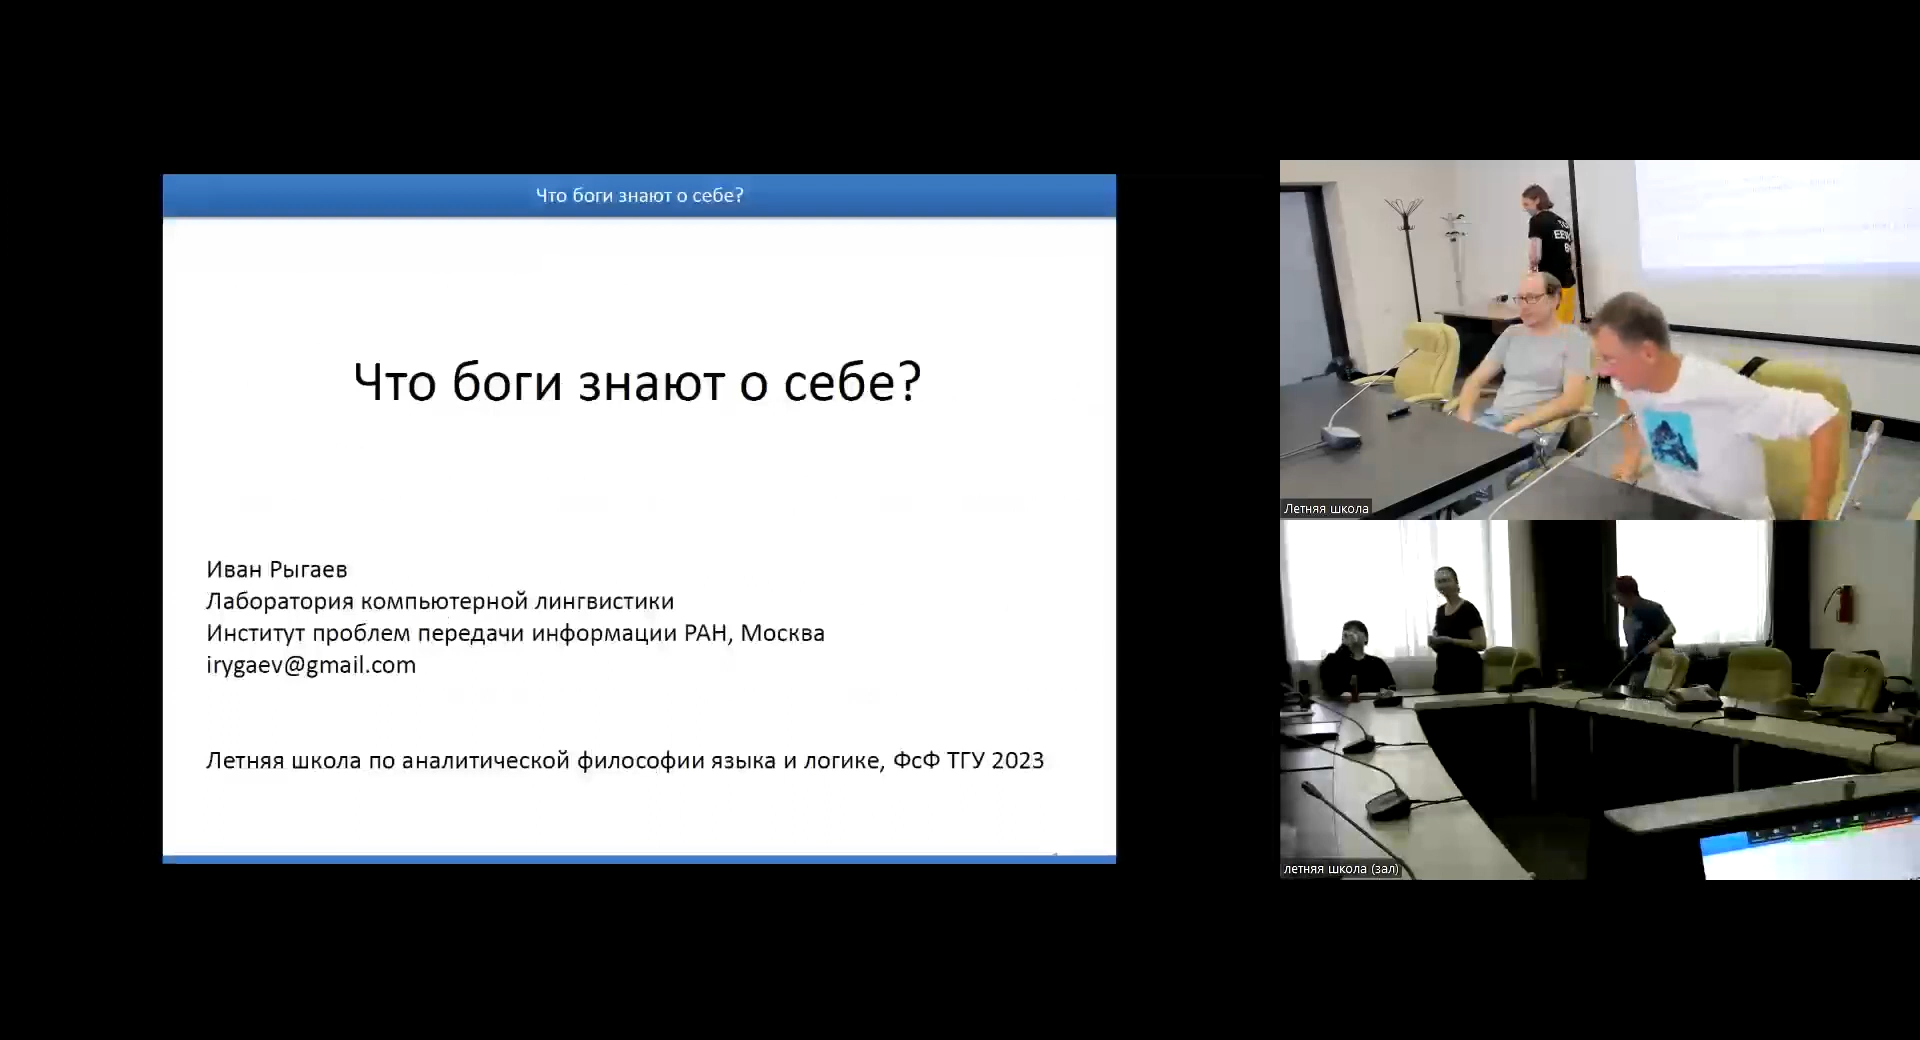 Что боги знают о себе?
Что боги знают о себе?
Иван Рыгаев
Лаборатория компьютерной лингвистики
Институт проблем передачи информации РАН, Москва
irygaev@gmail.com
Летняя школа по аналитической философии языка и логике, ФсФ ТГУ 2023
Летняя школа
летняя школа (зал)